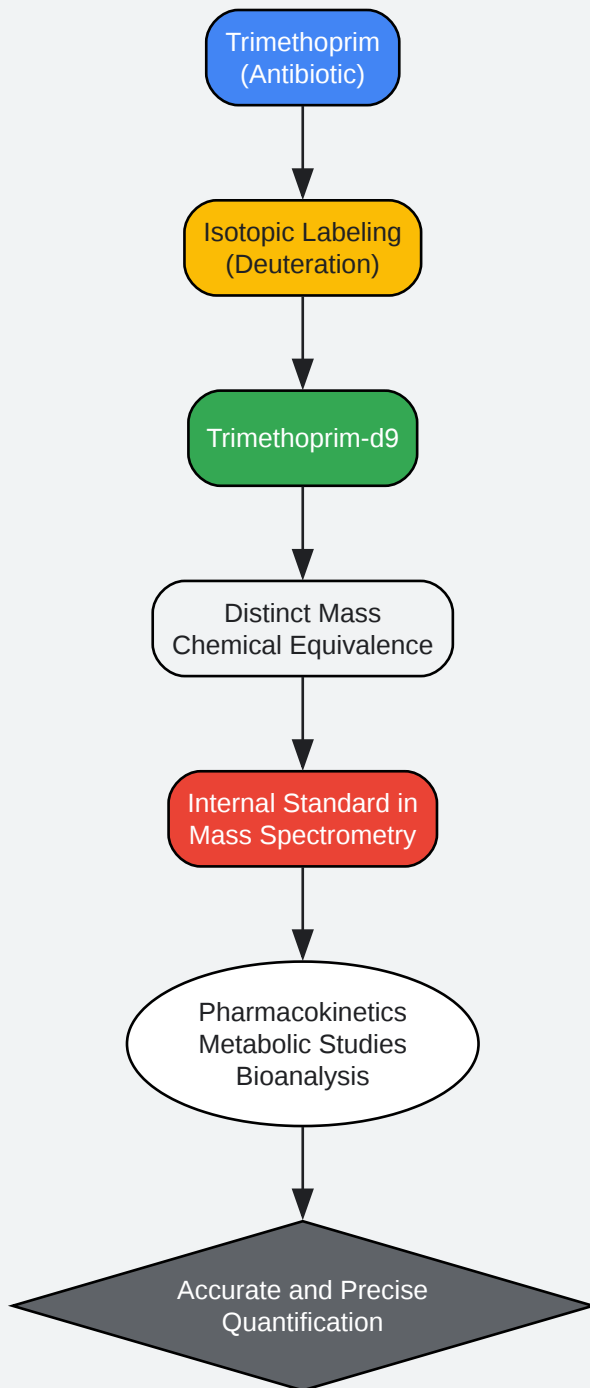 Trimethoprim
(Antibiotic)
Isotopic Labeling
(Deuteration)
Trimethoprim-d9
Distinct Mass
Chemical Equivalence
Internal Standard in
Mass Spectrometry
Pharmacokinetics
Metabolic Studies
Bioanalysis
Accurate and Precise
Quantification